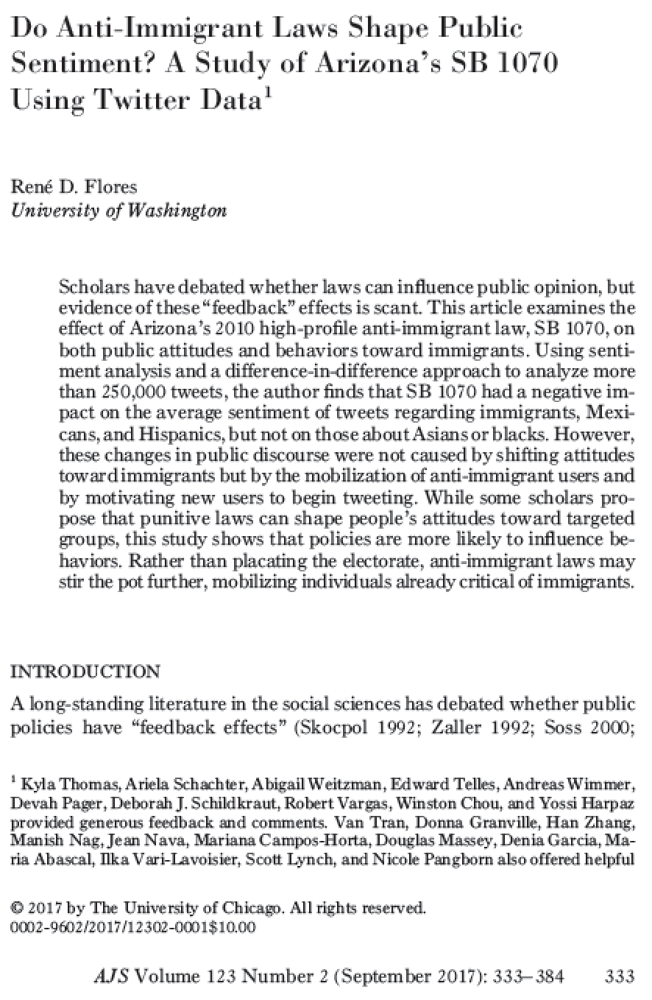 Do Anti-Immigrant Laws Shape Public
Sentiment? A Study of Arizona's SB 1070
Using Twitter Data¹
René D. Flores
University of Washington
Scholars have debated whether laws can influence public opinion, but
evidence of these “feedback” effects is scant. This article examines the
effect of Arizona's 2010 high-profile anti-immigrant law, SB 1070, on
both public attitudes and behaviors toward immigrants. Using senti-
ment analysis and a difference-in-difference approach to analyze more
than 250,000 tweets, the author finds that SB 1070 had a negative im-
pact on the average sentiment of tweets regarding immigrants, Mexi-
cans, and Hispanics, but not on those about Asians or blacks. However,
these changes in public discourse were not caused by shifting attitudes
toward immigrants but by the mobilization of anti-immigrant users and
by motivating new users to begin tweeting. While some scholars pro-
pose that punitive laws can shape people's attitudes toward targeted
groups, this study shows that policies are more likely to influence be-
haviors. Rather than placating the electorate, anti-immigrant laws may
stir the pot further, mobilizing individuals already critical of immigrants.
INTRODUCTION
A long-standing literature in the social sciences has debated whether public
policies have “feedback effects” (Skocpol 1992; Zaller 1992; Soss 2000;
¹ Kyla Thomas, Ariela Schachter, Abigail Weitzman, Edward Telles, Andreas Wimmer,
Devah Pager, Deborah J. Schildkraut, Robert Vargas, Winston Chou, and Yossi Harpaz
provided generous feedback and comments. Van Tran, Donna Granville, Han Zhang,
Manish Nag, Jean Nava, Mariana Campos-Horta, Douglas Massey, Denia Garcia, Ma-
ria Abascal, Ilka Vari-Lavoisier, Scott Lynch, and Nicole Pangborn also offered helpful
© 2017 by The University of Chicago. All rights reserved.
0002-9602/2017/12302-0001$10.00
AJS Volume 123 Number 2 (September 2017): 333–384 333